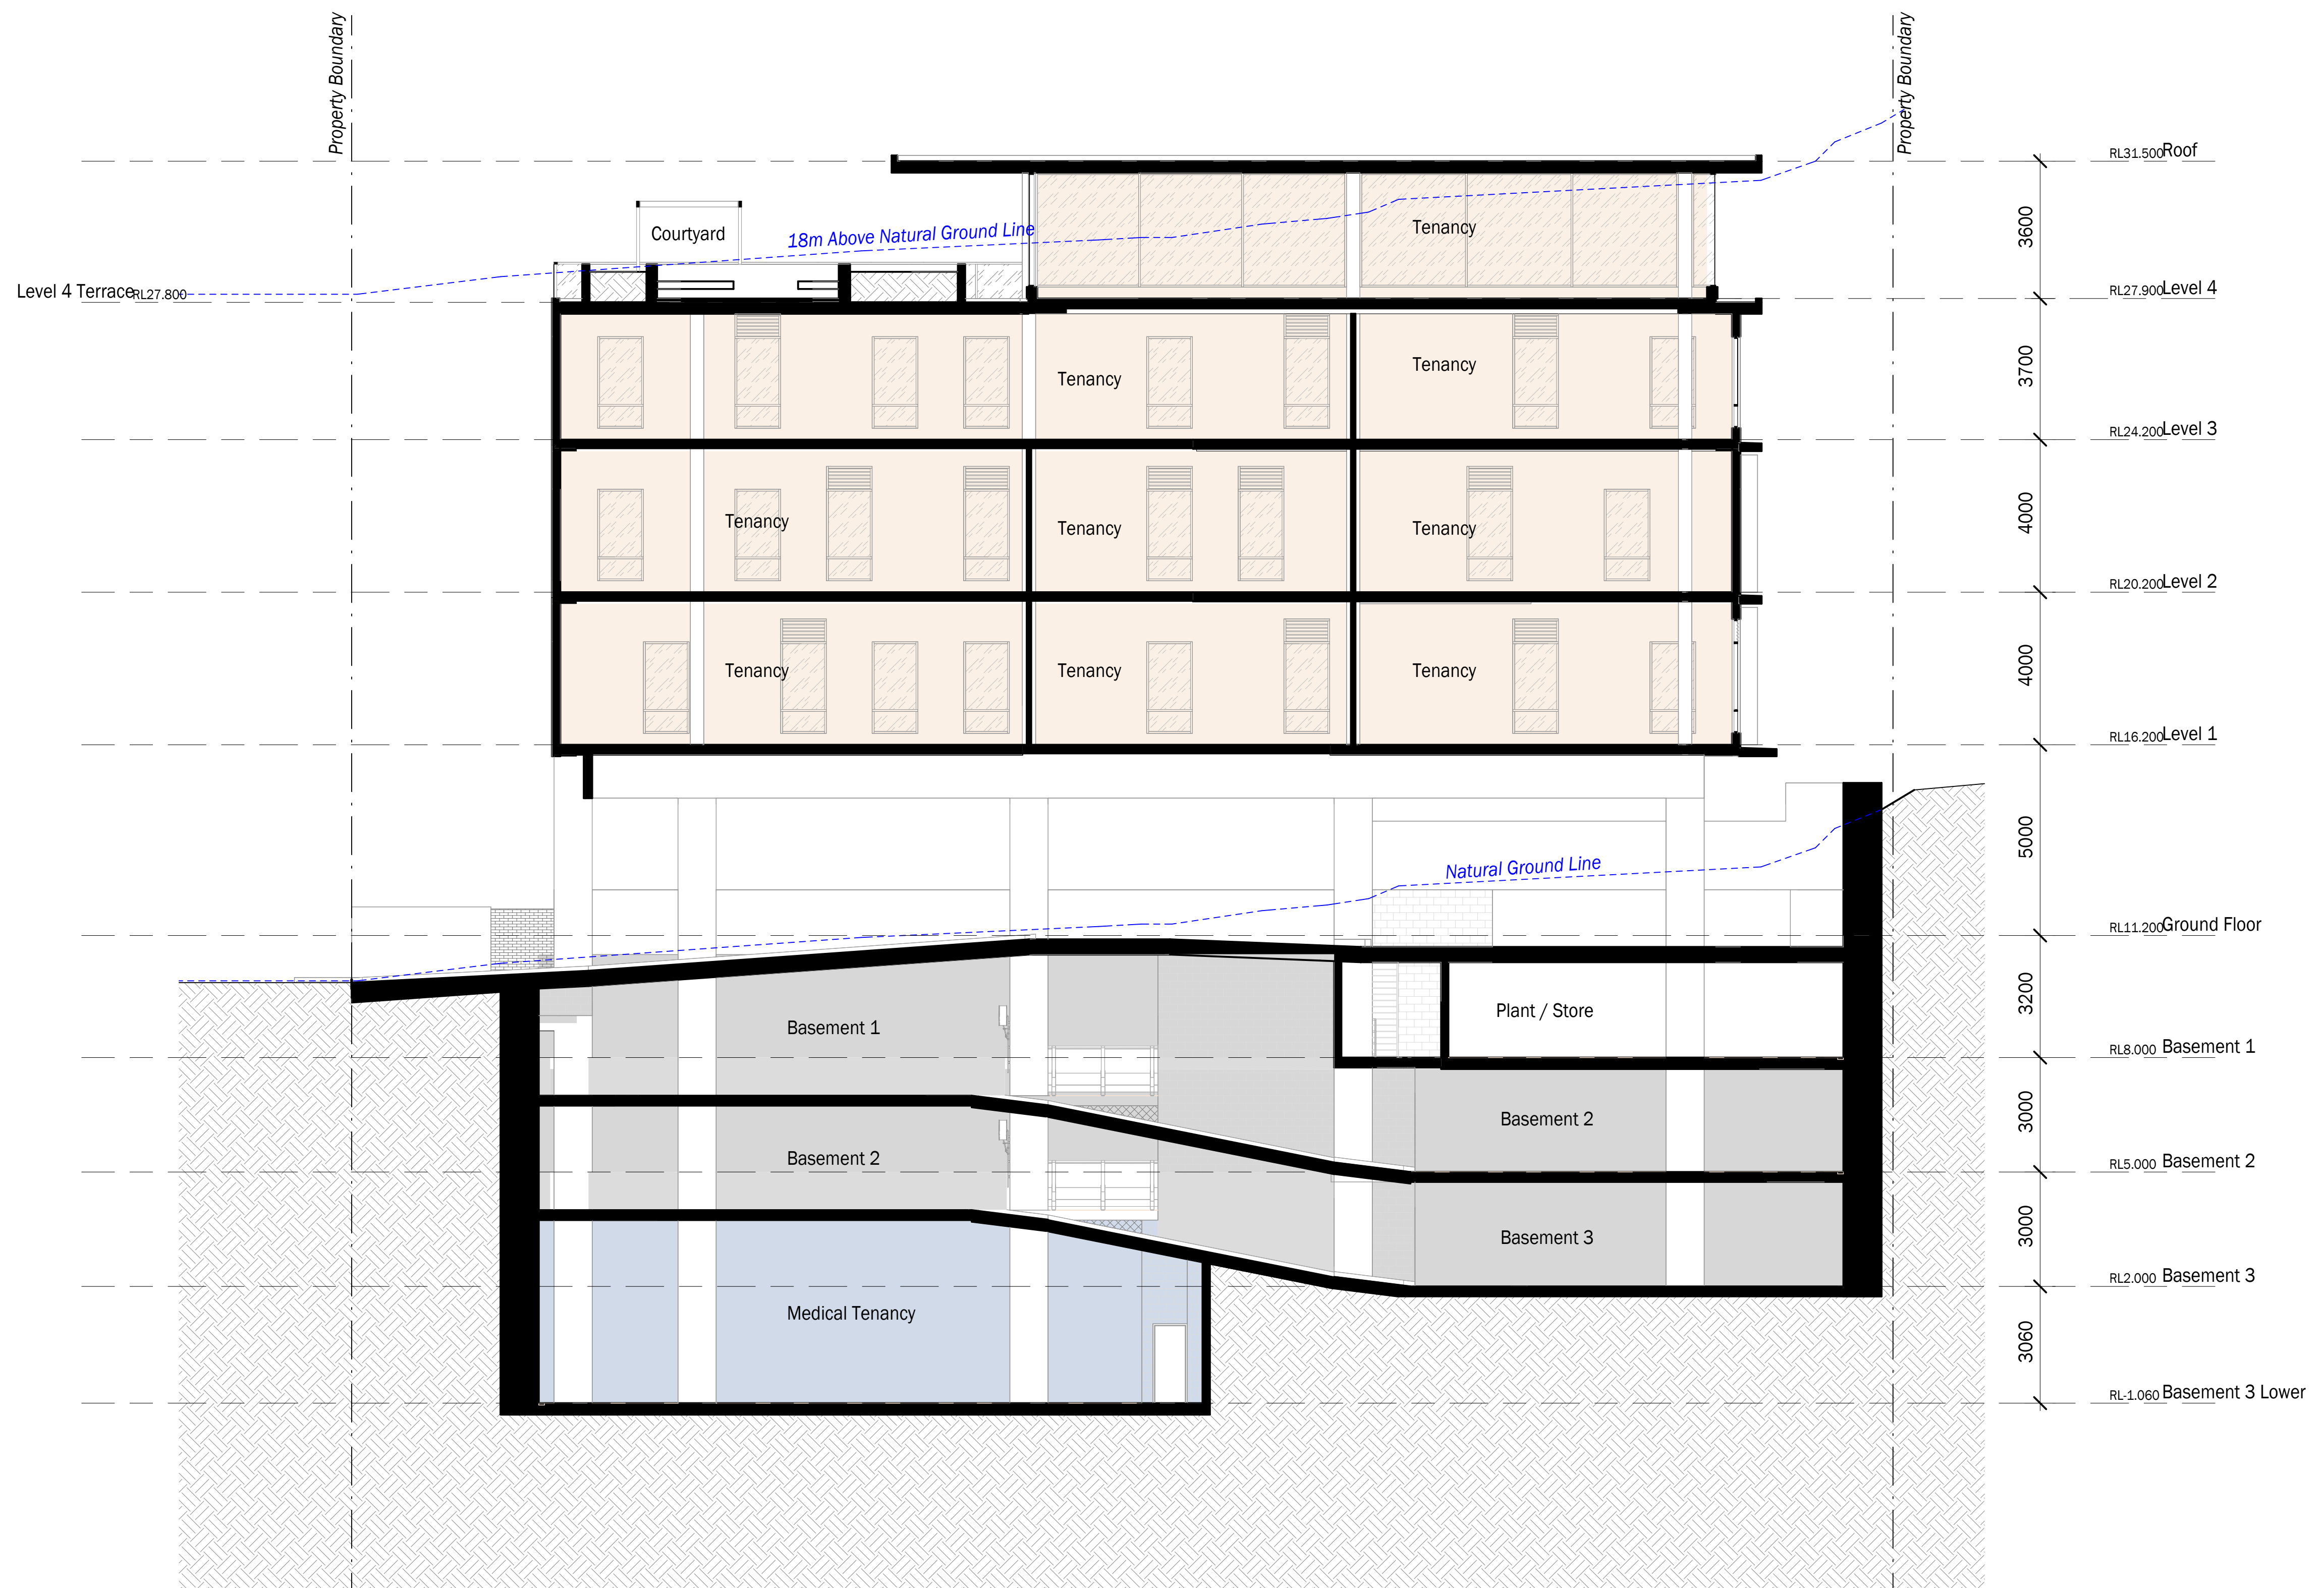 Property Boundary
Property Boundary
RL31.500 Roof
3600
Courtyard
18m Above Natural Ground Line
Tenancy
Level 4 Terrace RL27.800
RL27.900 Level 4
3700
Tenancy
Tenancy
RL24.200 Level 3
4000
Tenancy
Tenancy
Tenancy
RL20.200 Level 2
4000
Tenancy
Tenancy
Tenancy
RL16.200 Level 1
5000
Natural Ground Line
RL11.200 Ground Floor
3200
Plant / Store
Basement 1
RL8.000 Basement 1
3000
Basement 2
Basement 2
RL5.000 Basement 2
3000
Basement 3
RL2.000 Basement 3
3060
Medical Tenancy
RL-1.060 Basement 3 Lower